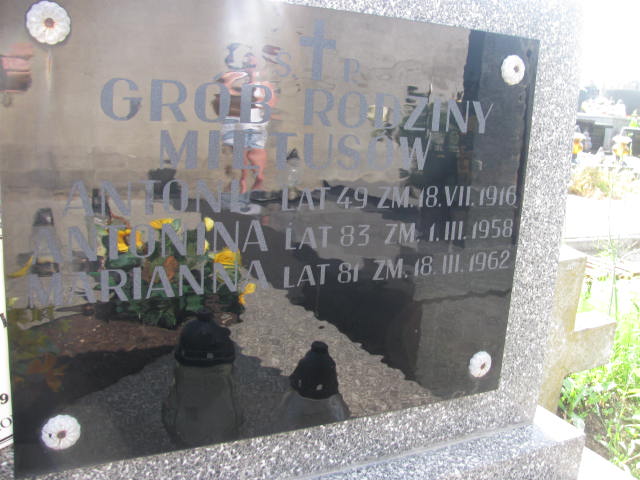 Ś. P.
GRÓB RODZINY
MIĘTUSÓW
ANTONI LAT 49 ZM. 18. VII. 1916
ANTONINA LAT 83 ZM. 1. III. 1958
MARIANNA LAT 81 ZM. 18. III. 1962